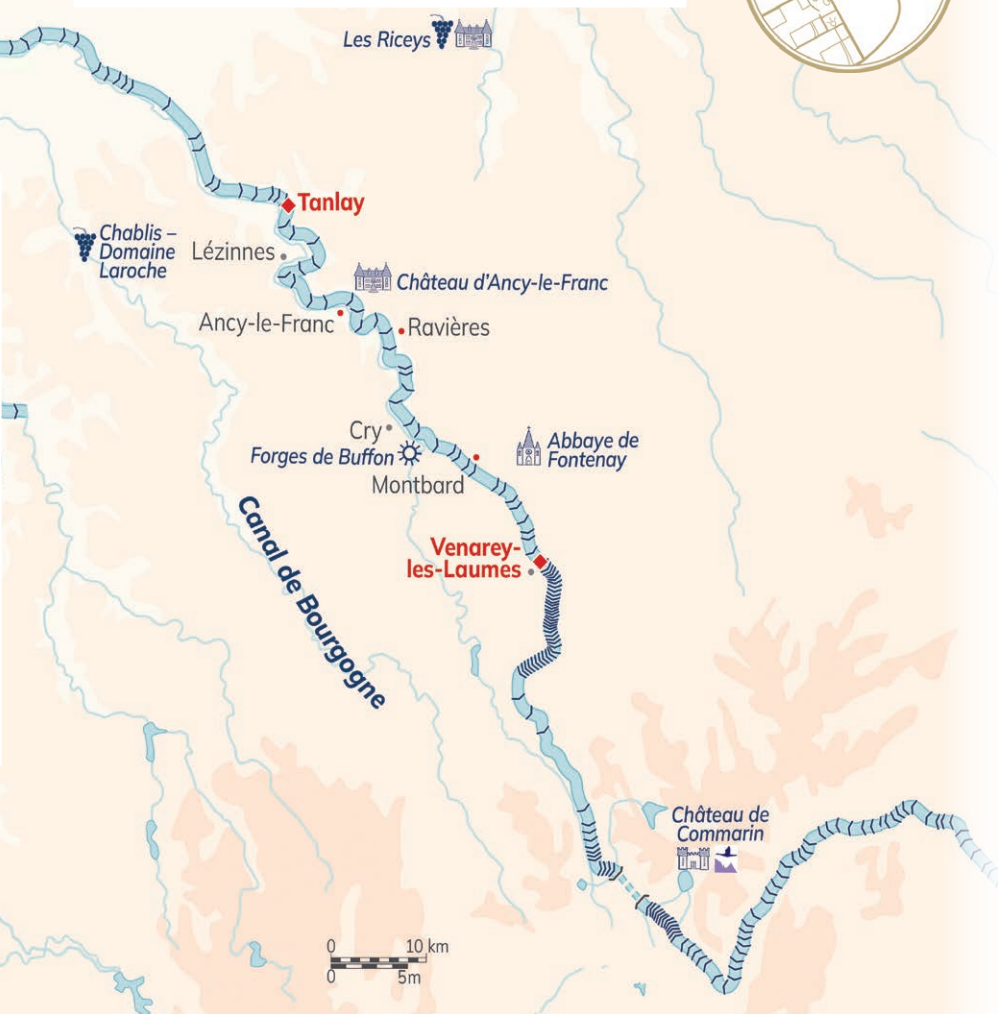 Les Riceys
Tanlay
Chablis –
Domaine
Laroche
Lézinnes
Château d'Ancy-le-Franc
Ancy-le-Franc
Ravières
Cry
Forges de Buffon
Abbaye de
Fontenay
Montbard
Canal de Bourgogne
Venarey-
les-Laumes
Château de
Commarin
0 10 km
0 5m